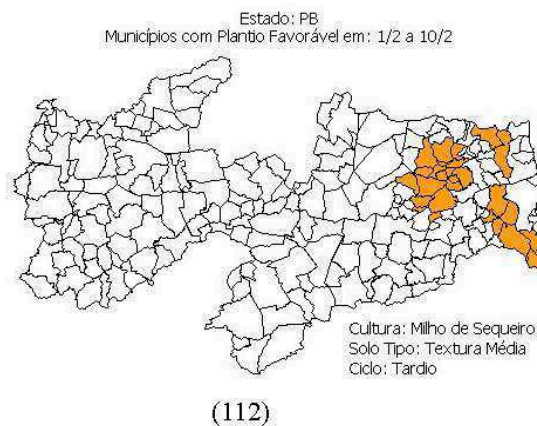 Estado: PB
Municípios com Plantio Favorável em: 1/2 a 10/2
Cultura: Milho de Sequeiro
Solo Tipo: Textura Média
Ciclo: Tardio
(112)